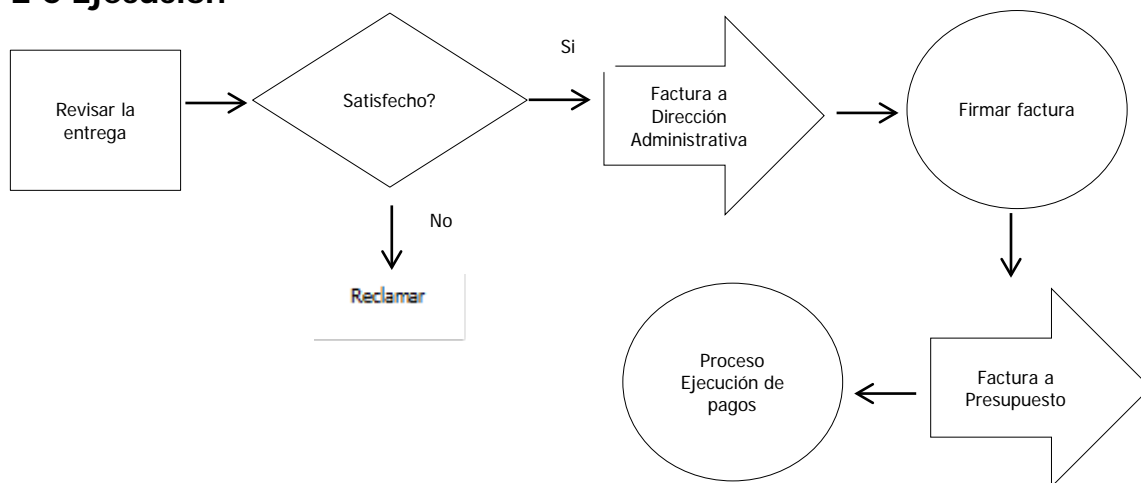 Si
Revisar la
entrega
Satisfecho?
Factura a
Dirección
Administrativa
Firmar factura
No
Reclamar
Proceso
Ejecución de
pagos
Factura a
Presupuesto